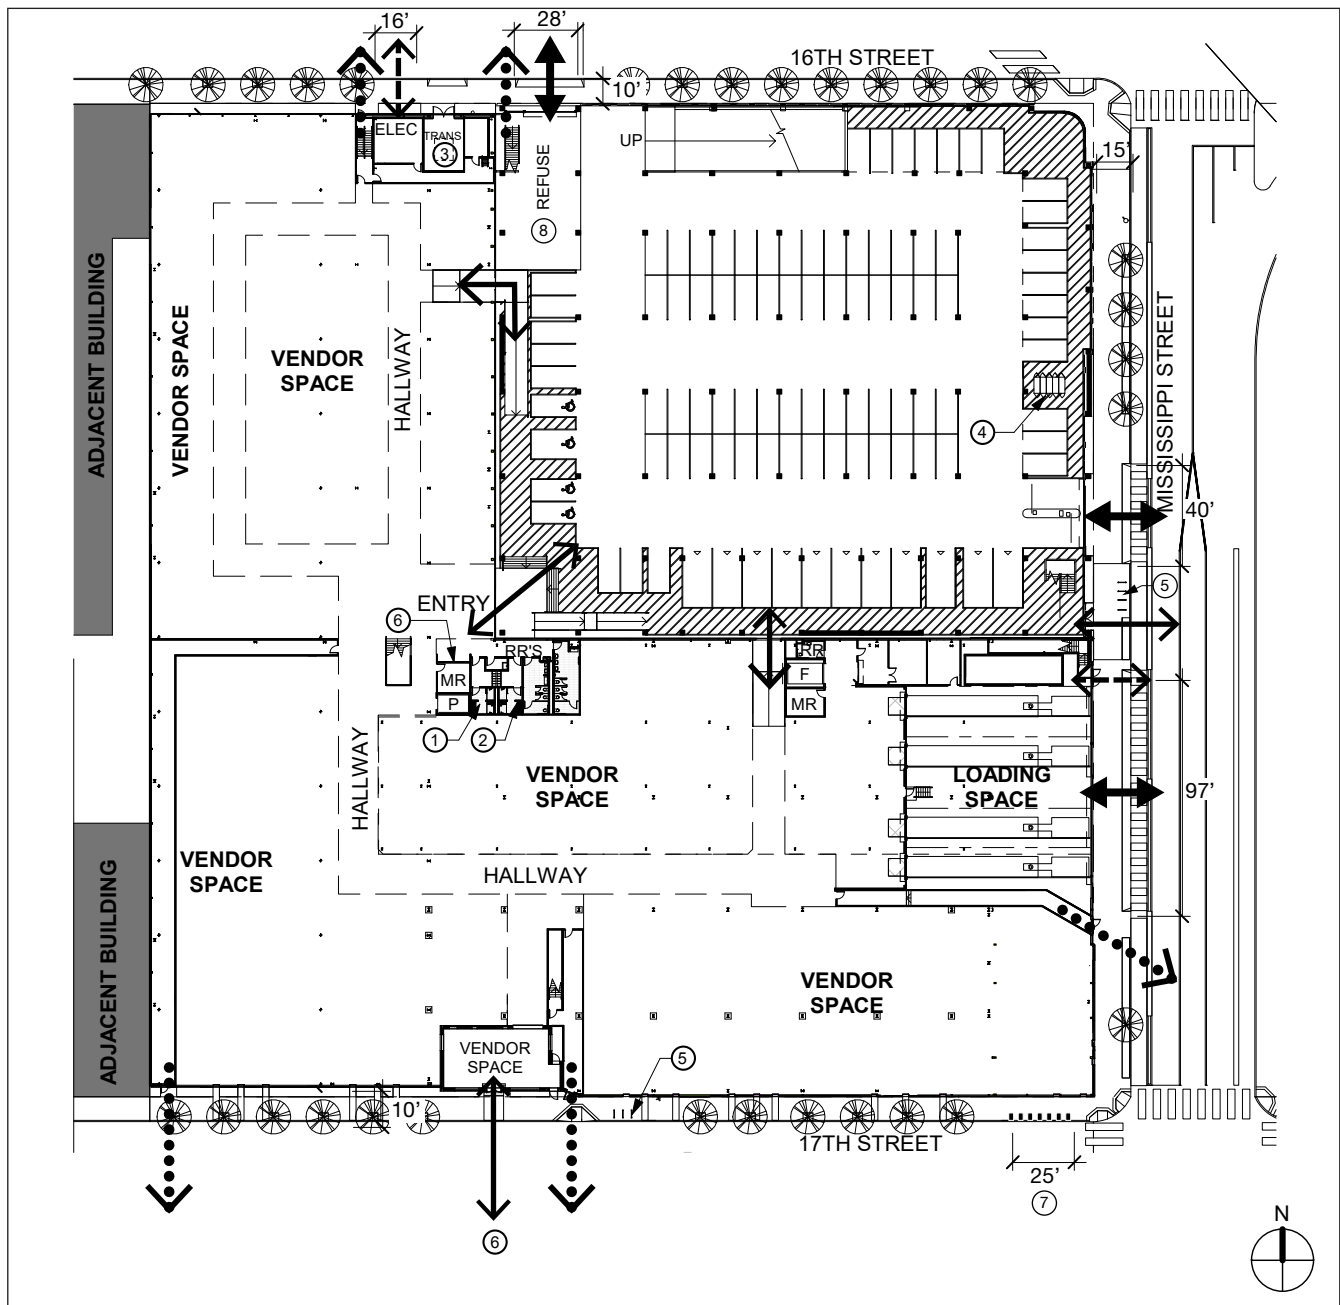 16’
28’
16TH STREET
10’
ELEC
TRANS
3
UP
15’
REFUSE
8
ADJACENT BUILDING
VENDOR SPACE
VENDOR
SPACE
HALLWAY
MISSISSIPPI STREET
4
40’
5
ENTRY
6
RR'S
MR
P
1
2
RR
F
MR
HALLWAY
VENDOR
SPACE
LOADING
SPACE
97’
VENDOR
SPACE
HALLWAY
ADJACENT BUILDING
VENDOR
SPACE
VENDOR
SPACE
5
10’
17TH STREET
25’
7
6
N